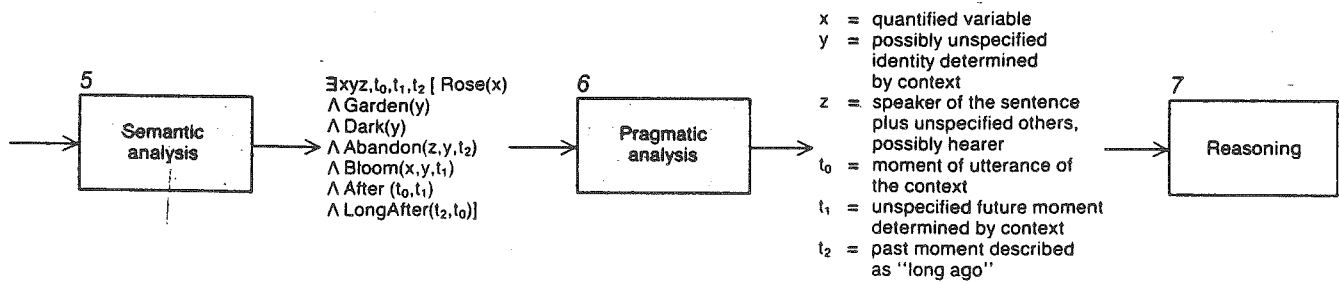 5
Semantic
analysis
∃xyz,t₀,t₁,t₂ [ Rose(x)
Λ Garden(y)
Λ Dark(y)
Λ Abandon(z,y,t₂)
Λ Bloom(x,y,t₁)
Λ After (t₀,t₁)
Λ LongAfter(t₂,t₀)]
6
Pragmatic
analysis
x = quantified variable
y = possibly unspecified
identity determined
by context
z = speaker of the sentence
plus unspecified others,
possibly hearer
t₀ = moment of utterance of
the context
t₁ = unspecified future moment
determined by context
t₂ = past moment described
as "long ago"
7
Reasoning